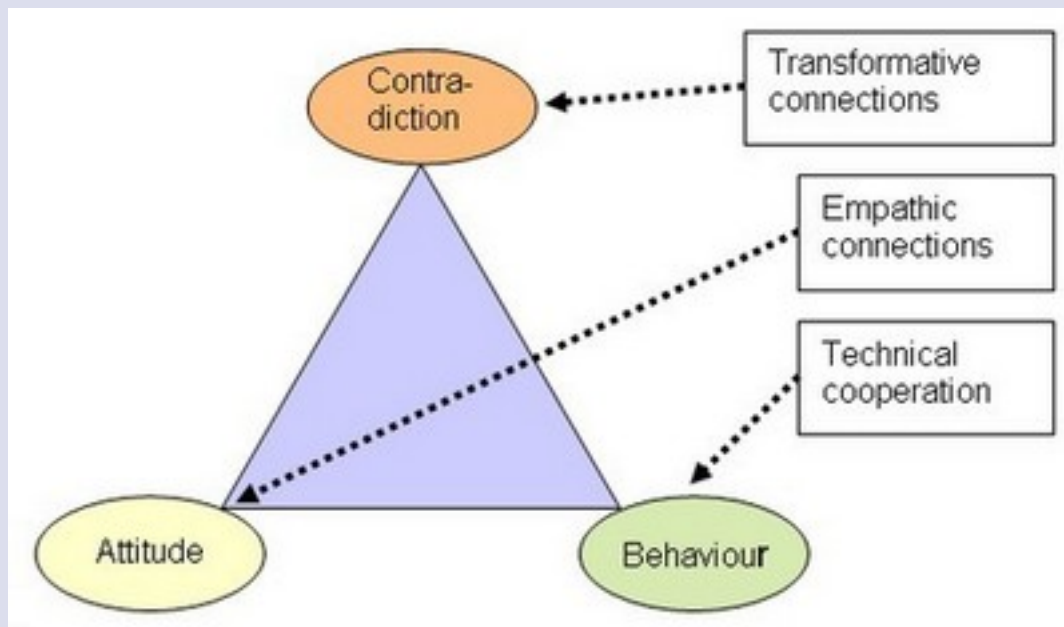 Contra-
diction
Transformative
connections
Empathic
connections
Technical
cooperation
Attitude
Behaviour